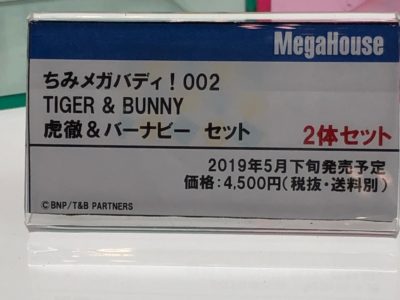 MegaHouse
ちみメガバディ!002
TIGER & BUNNY
虎徹&バーナビー セット 2体セット
2019年5月下旬発売予定
価格:4,500円(税抜・送料別)
©BNP/T&B PARTNERS